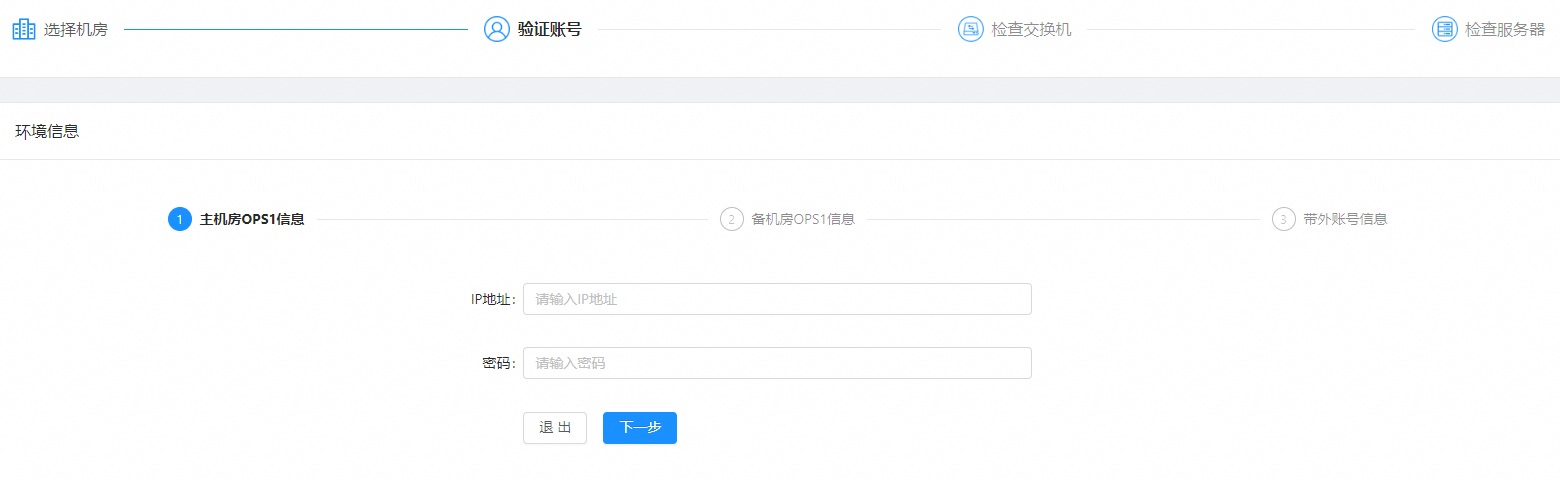 选择机房 验证账号 检查交换机 检查服务器
环境信息
1 主机房OPS1信息 2 备机房OPS1信息 3 带外账号信息
IP地址: 请输入IP地址
密码: 请输入密码
退 出 下一步